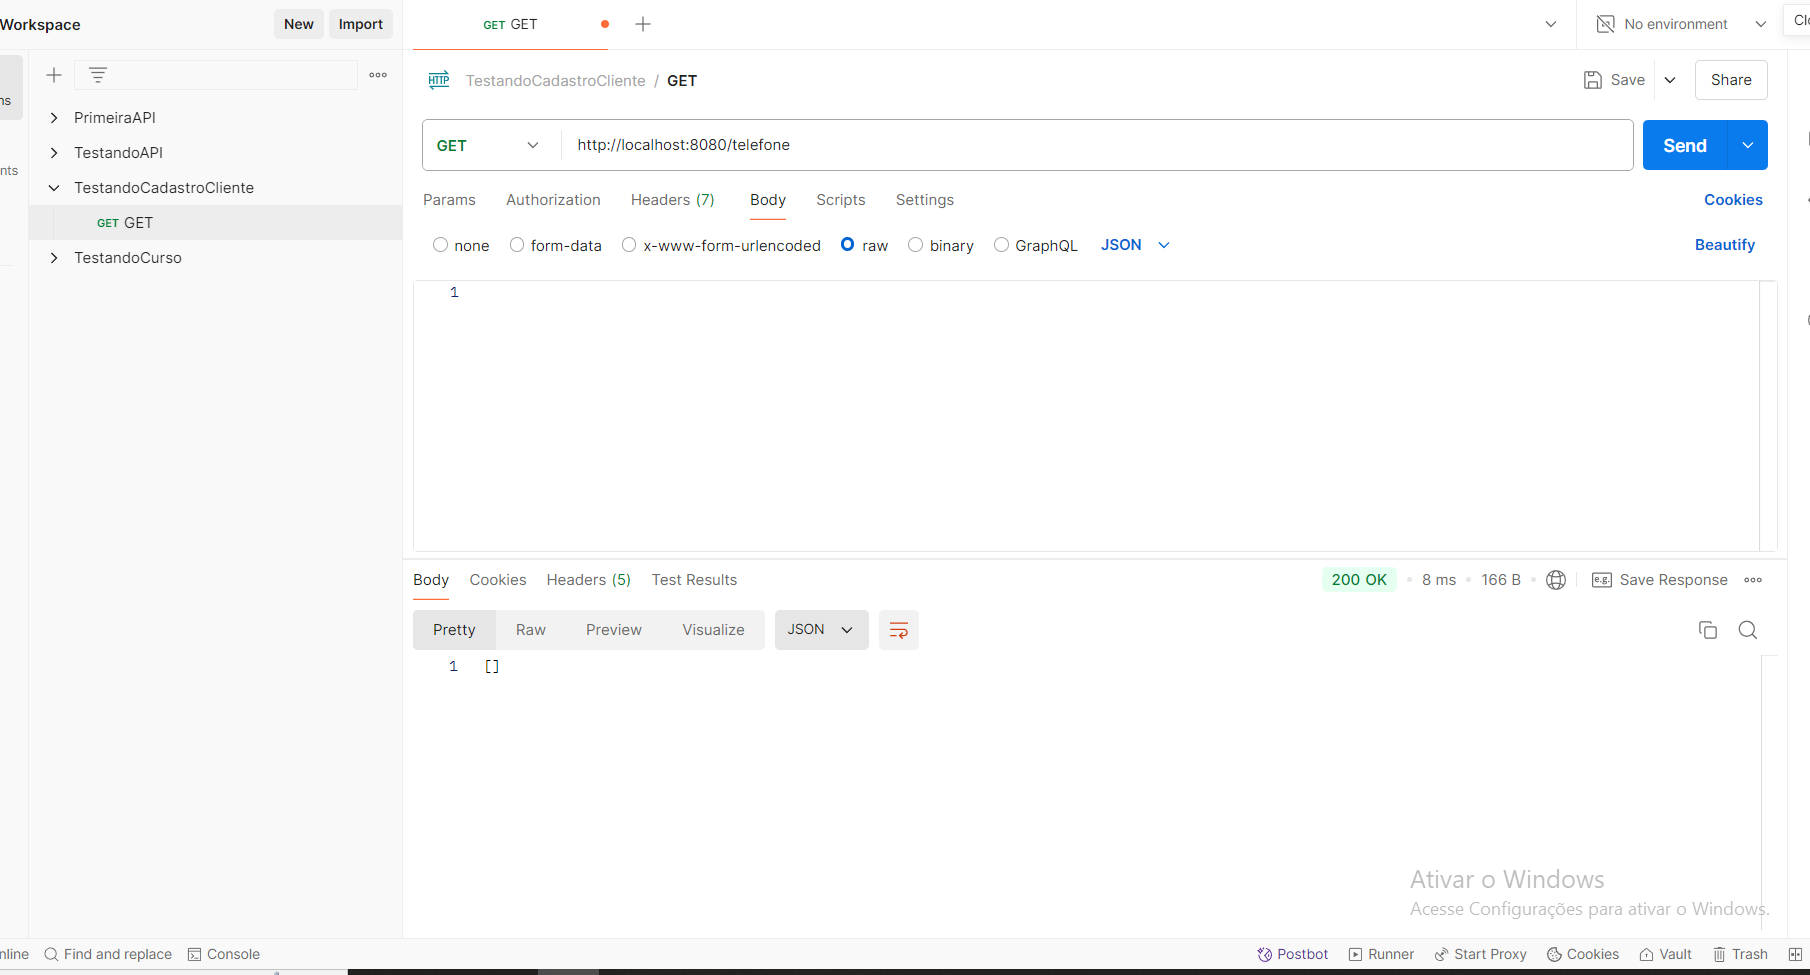 Workspace
New
Import
GET GET
No environment
Clo
TestandoCadastroCliente / GET
Save
Share
ns
PrimeiraAPI
GET
http://localhost:8080/telefone
Send
TestandoAPI
nts
TestandoCadastroCliente
Params
Authorization
Headers (7)
Body
Scripts
Settings
Cookies
GET GET
none
form-data
x-www-form-urlencoded
raw
binary
GraphQL
JSON
Beautify
TestandoCurso
1
Body
Cookies
Headers (5)
Test Results
200 OK
8 ms
166 B
e.g.
Save Response
Pretty
Raw
Preview
Visualize
JSON
1 []
Ativar o Windows
Acesse Configurações para ativar o Windows.
nline
Find and replace
Console
Postbot
Runner
Start Proxy
Cookies
Vault
Trash